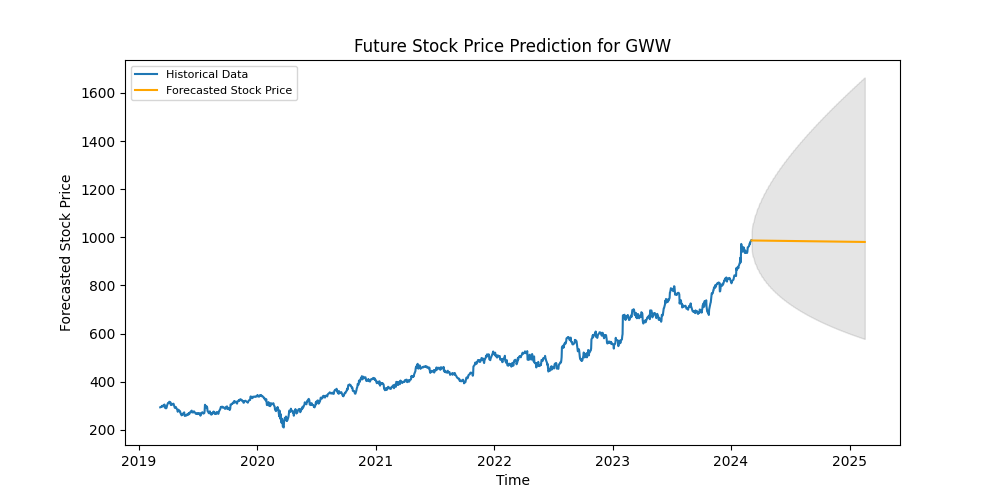 Future Stock Price Prediction for GWW
Historical Data
Forecasted Stock Price
Forecasted Stock Price
1600
1400
1200
1000
800
600
400
200
2019 2020 2021 2022 2023 2024 2025
Time